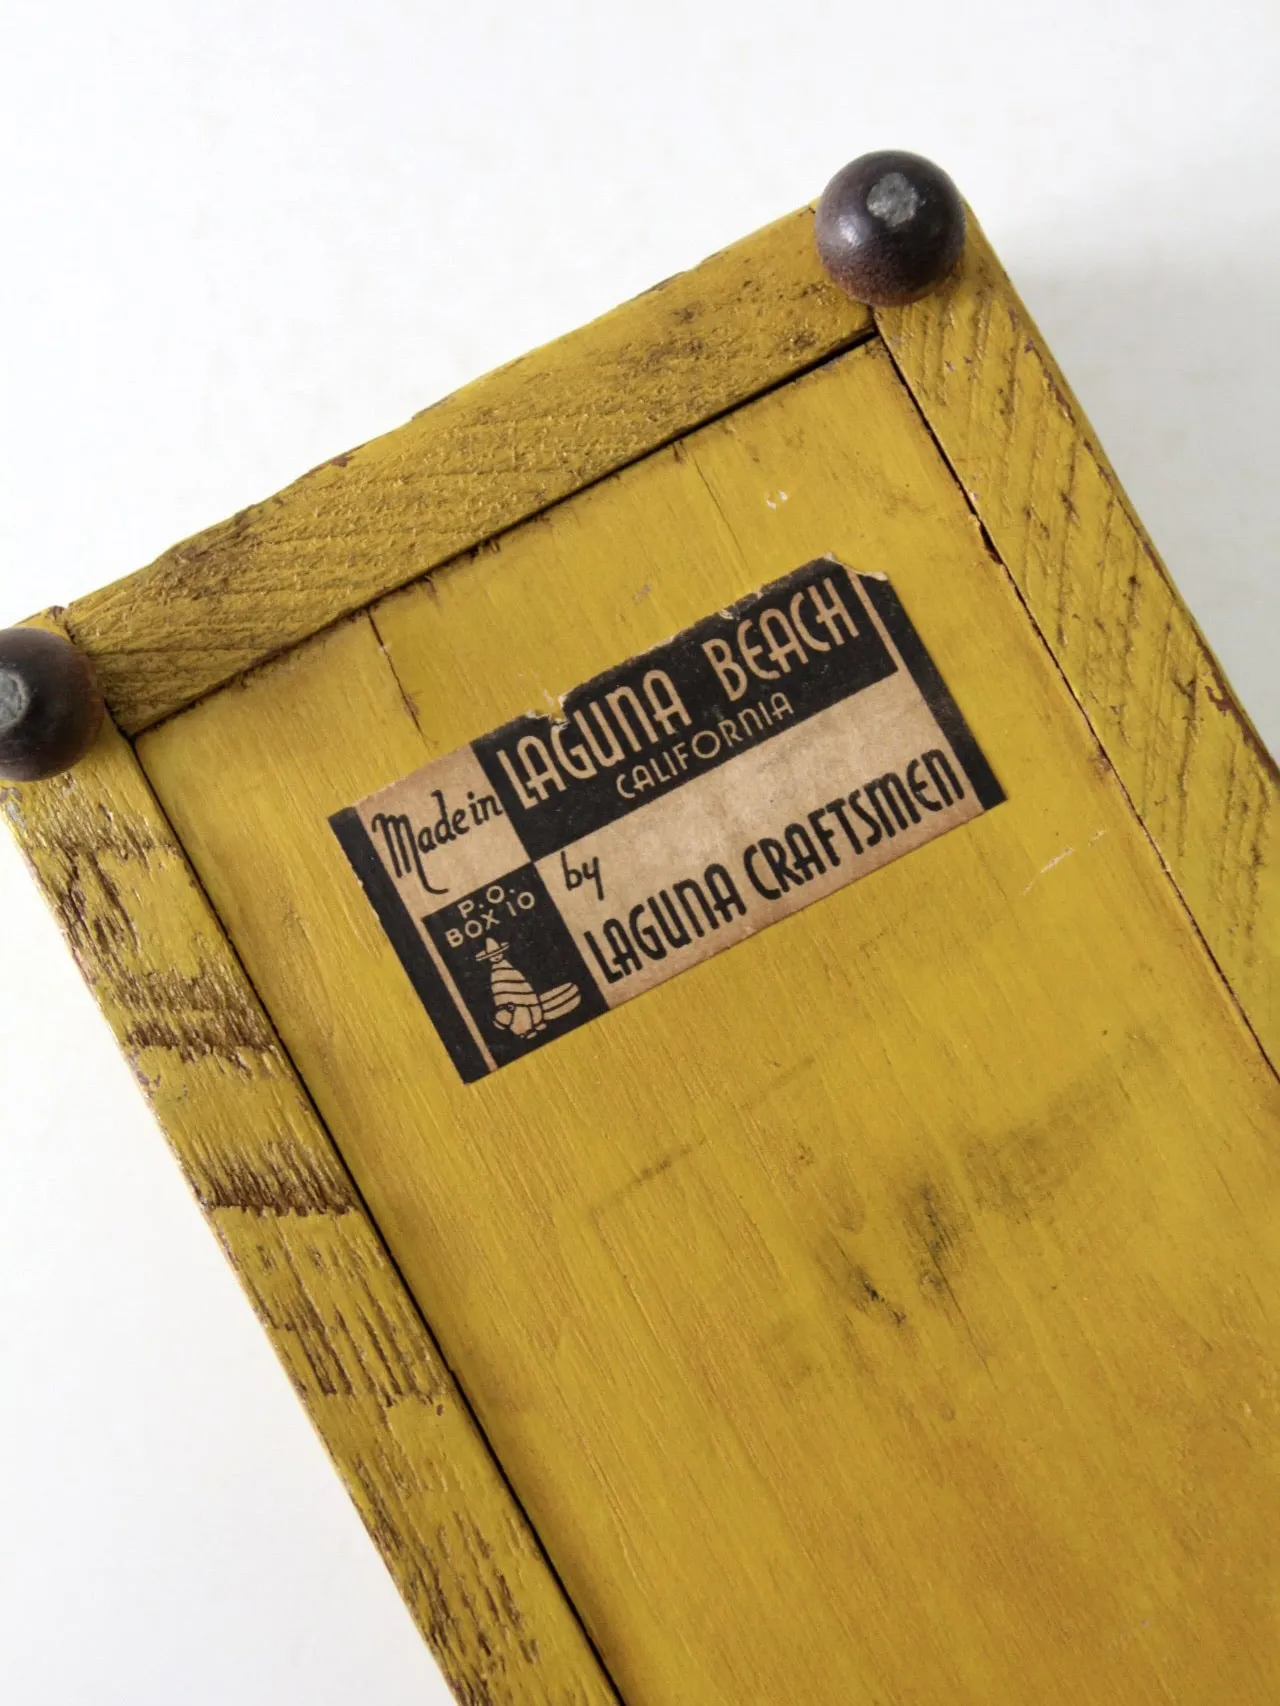 Made in
LAGUNA BEACH
CALIFORNIA
P.O.
BOX 10
by
LAGUNA CRAFTSMEN